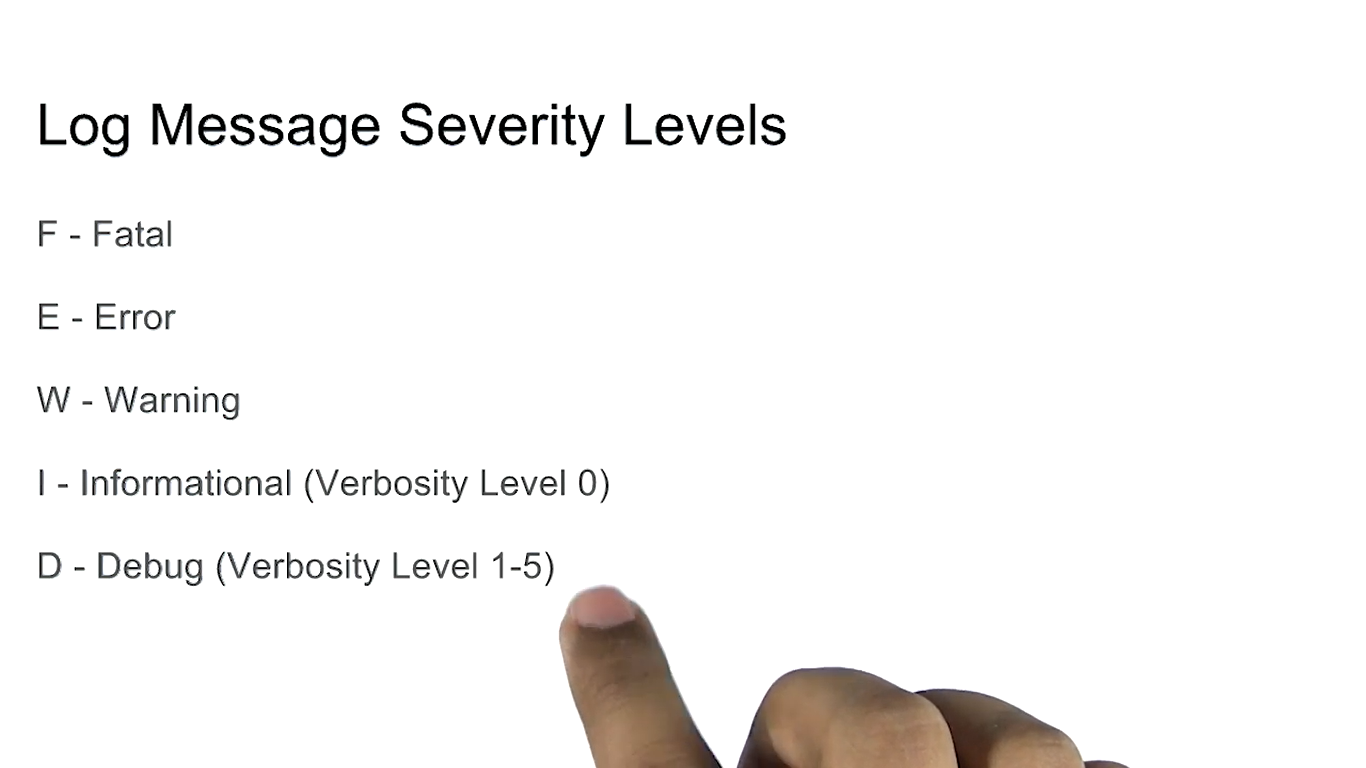 Log Message Severity Levels
F - Fatal
E - Error
W - Warning
I - Informational (Verbosity Level 0)
D - Debug (Verbosity Level 1-5)